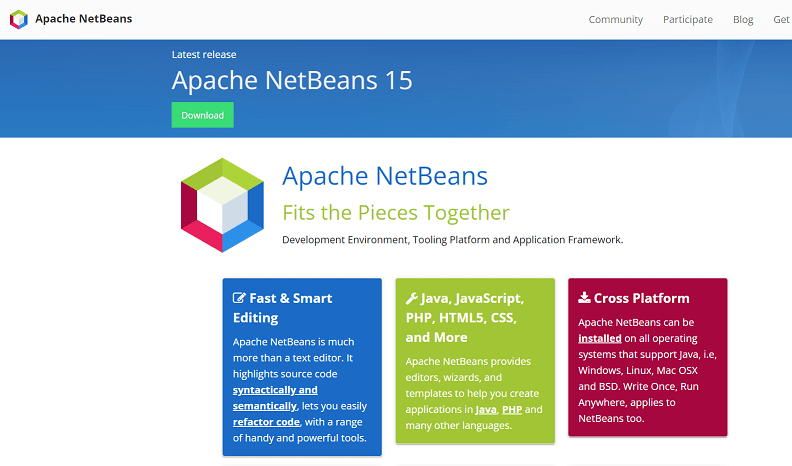 Apache NetBeans
Community
Participate
Blog
Get
Latest release
Apache NetBeans 15
Download
Apache NetBeans
Fits the Pieces Together
Development Environment, Tooling Platform and Application Framework.
Fast & Smart
Editing
Apache NetBeans is much
more than a text editor. It
highlights source code
syntactically and
semantically, lets you easily
refactor code, with a range
of handy and powerful tools.
Java, JavaScript,
PHP, HTML5, CSS,
and More
Apache NetBeans provides
editors, wizards, and
templates to help you create
applications in Java, PHP and
many other languages.
Cross Platform
Apache NetBeans can be
installed on all operating
systems that support Java, i.e,
Windows, Linux, Mac OSX
and BSD. Write Once, Run
Anywhere, applies to
NetBeans too.